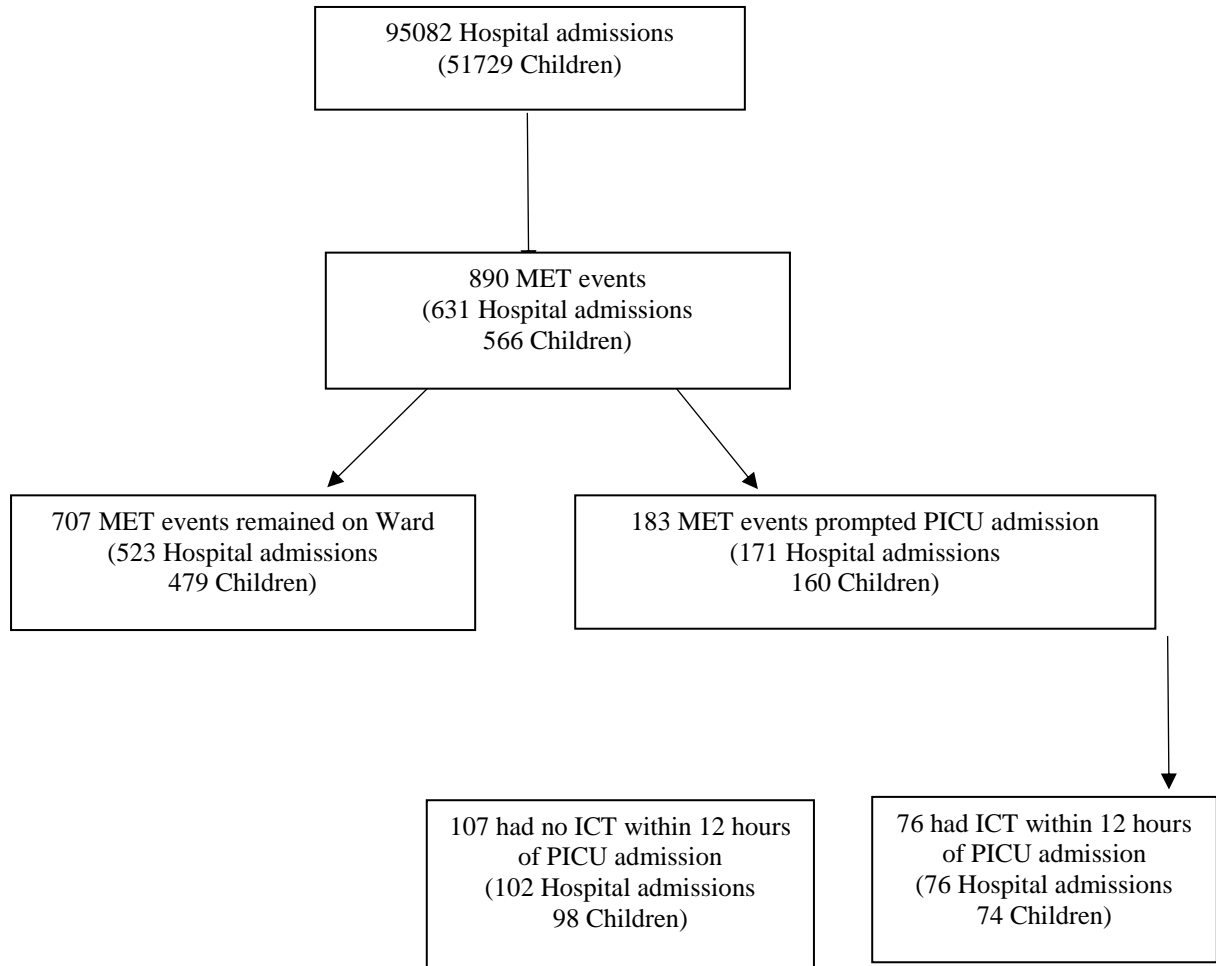 95082 Hospital admissions
(51729 Children)
890 MET events
(631 Hospital admissions
566 Children)
707 MET events remained on Ward
(523 Hospital admissions
479 Children)
183 MET events prompted PICU admission
(171 Hospital admissions
160 Children)
107 had no ICT within 12 hours
of PICU admission
(102 Hospital admissions
98 Children)
76 had ICT within 12 hours
of PICU admission
(76 Hospital admissions
74 Children)